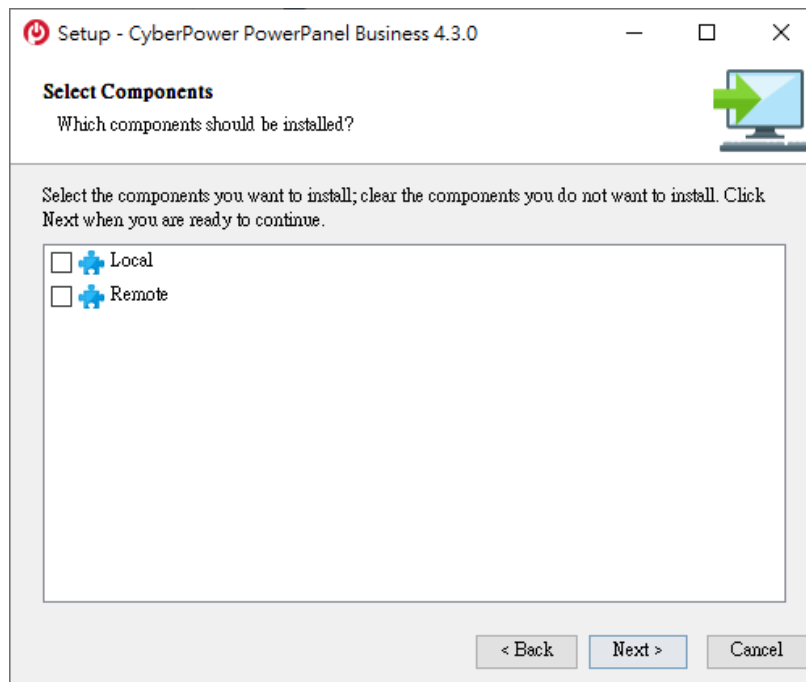 Setup - CyberPower PowerPanel Business 4.3.0
Select Components
Which components should be installed?
Select the components you want to install; clear the components you do not want to install. Click
Next when you are ready to continue.
Local
Remote
< Back
Next >
Cancel